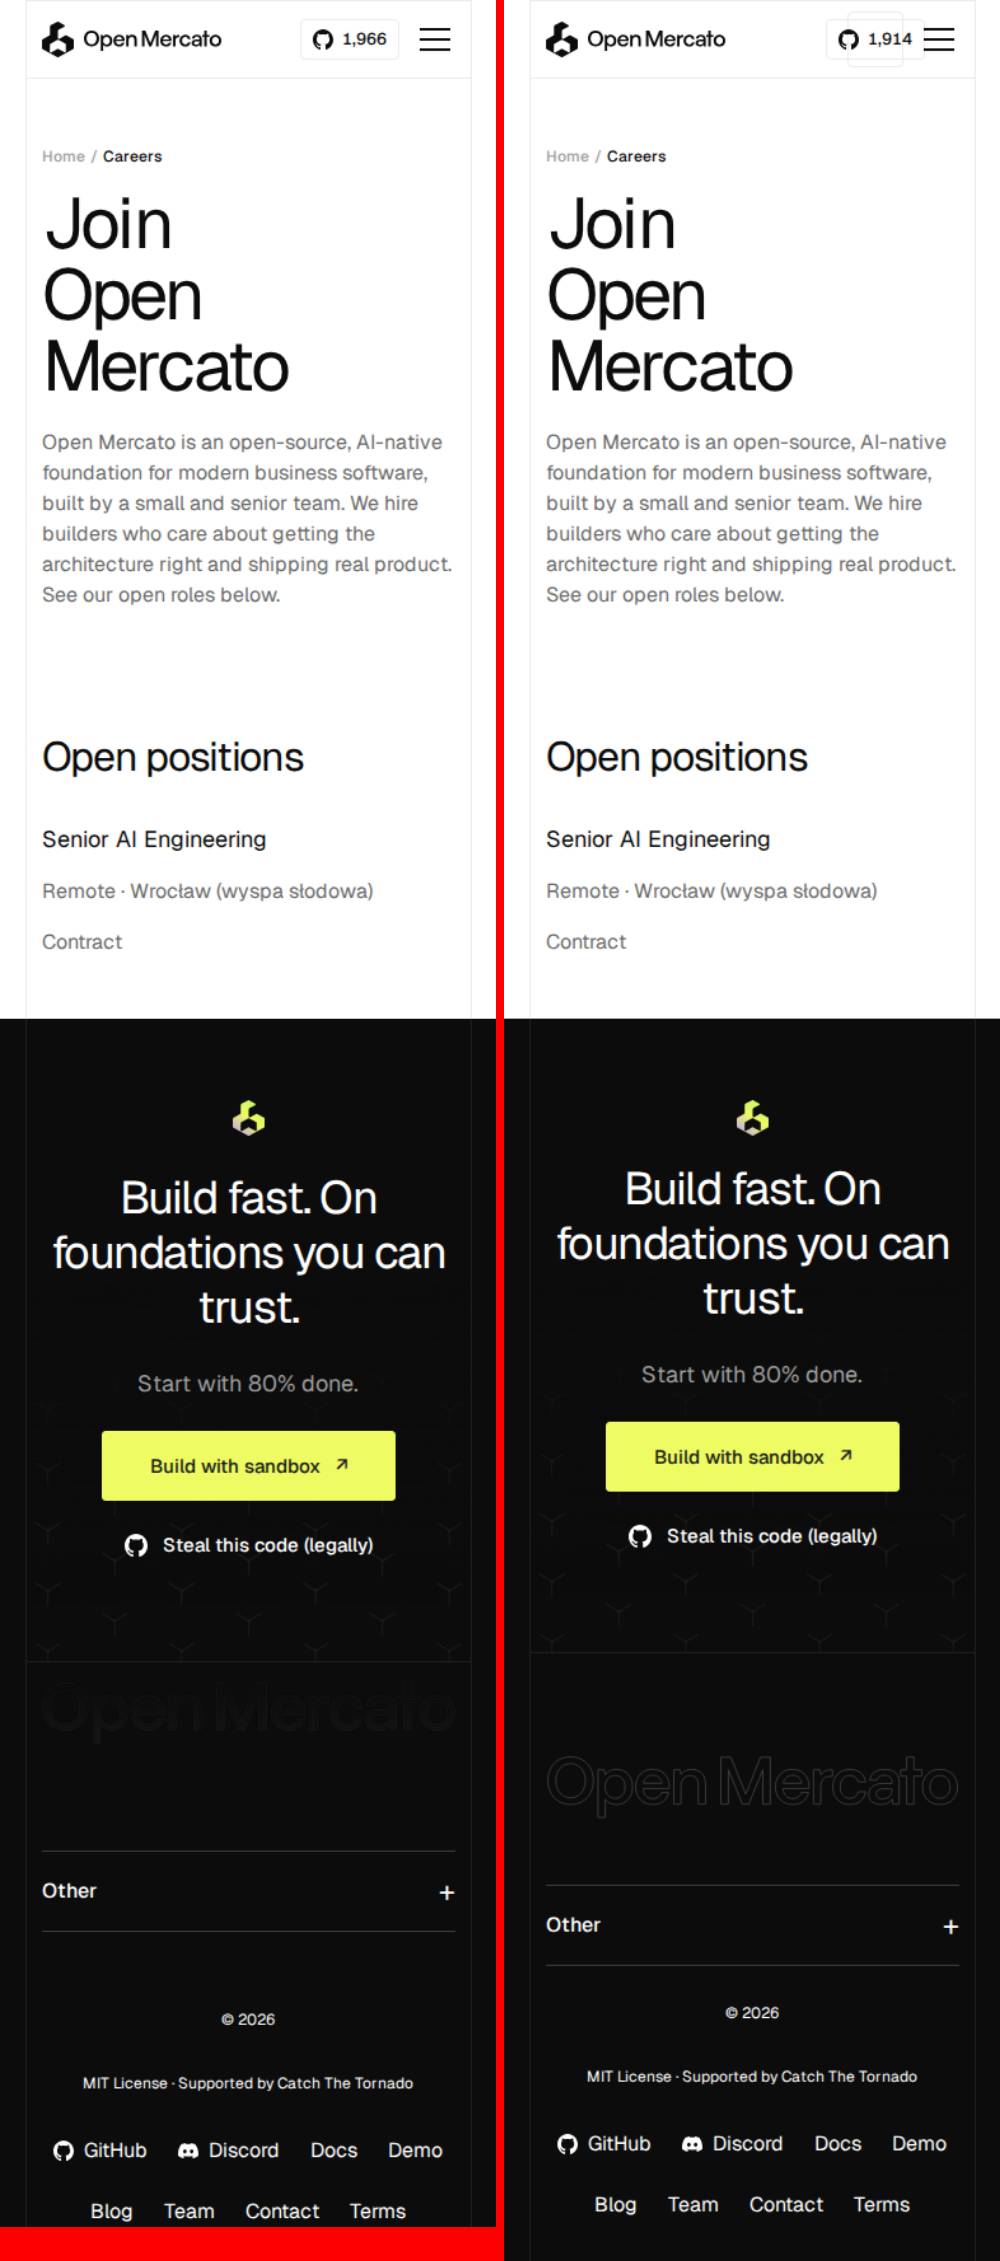 Open Mercato
1,966
Home / Careers
Join
Open
Mercato
Open Mercato is an open-source, AI-native
foundation for modern business software,
built by a small and senior team. We hire
builders who care about getting the
architecture right and shipping real product.
See our open roles below.
Open positions
Senior AI Engineering
Remote · Wrocław (wyspa słodowa)
Contract
Build fast. On
foundations you can
trust.
Start with 80% done.
Build with sandbox
Steal this code (legally)
Open Mercato
Other
+
© 2026
MIT License · Supported by Catch The Tornado
GitHub Discord Docs Demo
Blog Team Contact Terms
Open Mercato
1,914
Home / Careers
Join
Open
Mercato
Open Mercato is an open-source, AI-native
foundation for modern business software,
built by a small and senior team. We hire
builders who care about getting the
architecture right and shipping real product.
See our open roles below.
Open positions
Senior AI Engineering
Remote · Wrocław (wyspa słodowa)
Contract
Build fast. On
foundations you can
trust.
Start with 80% done.
Build with sandbox
Steal this code (legally)
Open Mercato
Other
+
© 2026
MIT License · Supported by Catch The Tornado
GitHub Discord Docs Demo
Blog Team Contact Terms